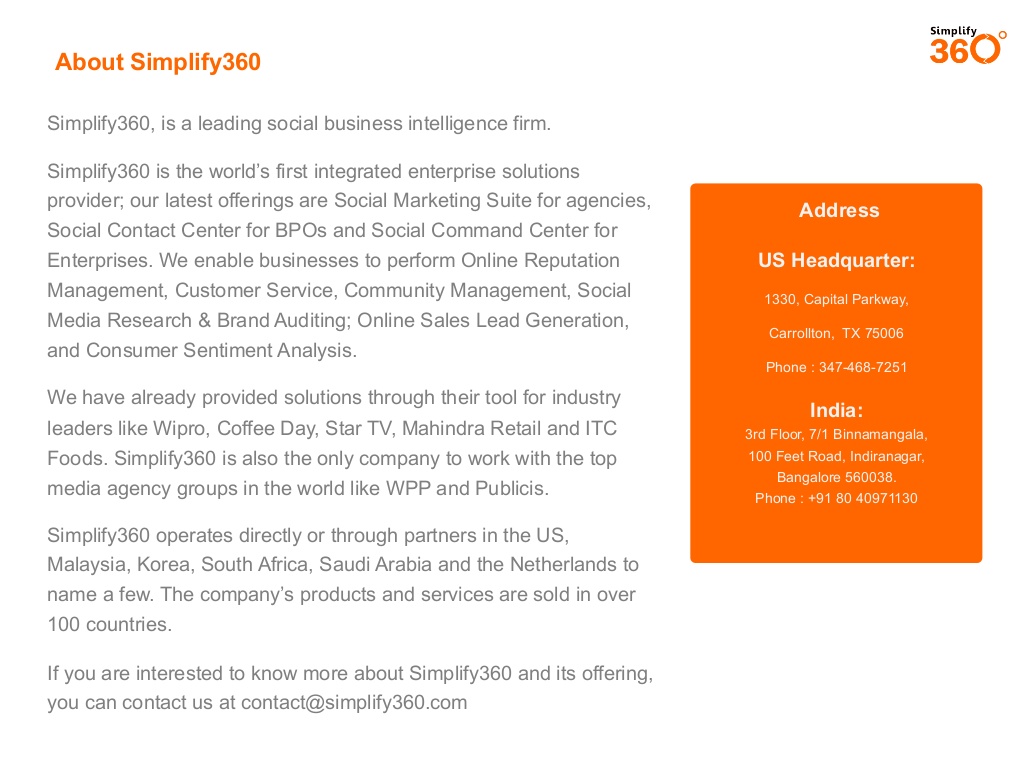 Simplify
360°
About Simplify360
Simplify360, is a leading social business intelligence firm.
Simplify360 is the world’s first integrated enterprise solutions
provider; our latest offerings are Social Marketing Suite for agencies,
Social Contact Center for BPOs and Social Command Center for
Enterprises. We enable businesses to perform Online Reputation
Management, Customer Service, Community Management, Social
Media Research & Brand Auditing; Online Sales Lead Generation,
and Consumer Sentiment Analysis.
We have already provided solutions through their tool for industry
leaders like Wipro, Coffee Day, Star TV, Mahindra Retail and ITC
Foods. Simplify360 is also the only company to work with the top
media agency groups in the world like WPP and Publicis.
Simplify360 operates directly or through partners in the US,
Malaysia, Korea, South Africa, Saudi Arabia and the Netherlands to
name a few. The company’s products and services are sold in over
100 countries.
If you are interested to know more about Simplify360 and its offering,
you can contact us at contact@simplify360.com
Address
US Headquarter:
1330, Capital Parkway,
Carrollton,  TX 75006
Phone : 347-468-7251
India:
3rd Floor, 7/1 Binnamangala,
100 Feet Road, Indiranagar,
Bangalore 560038.
Phone : +91 80 40971130